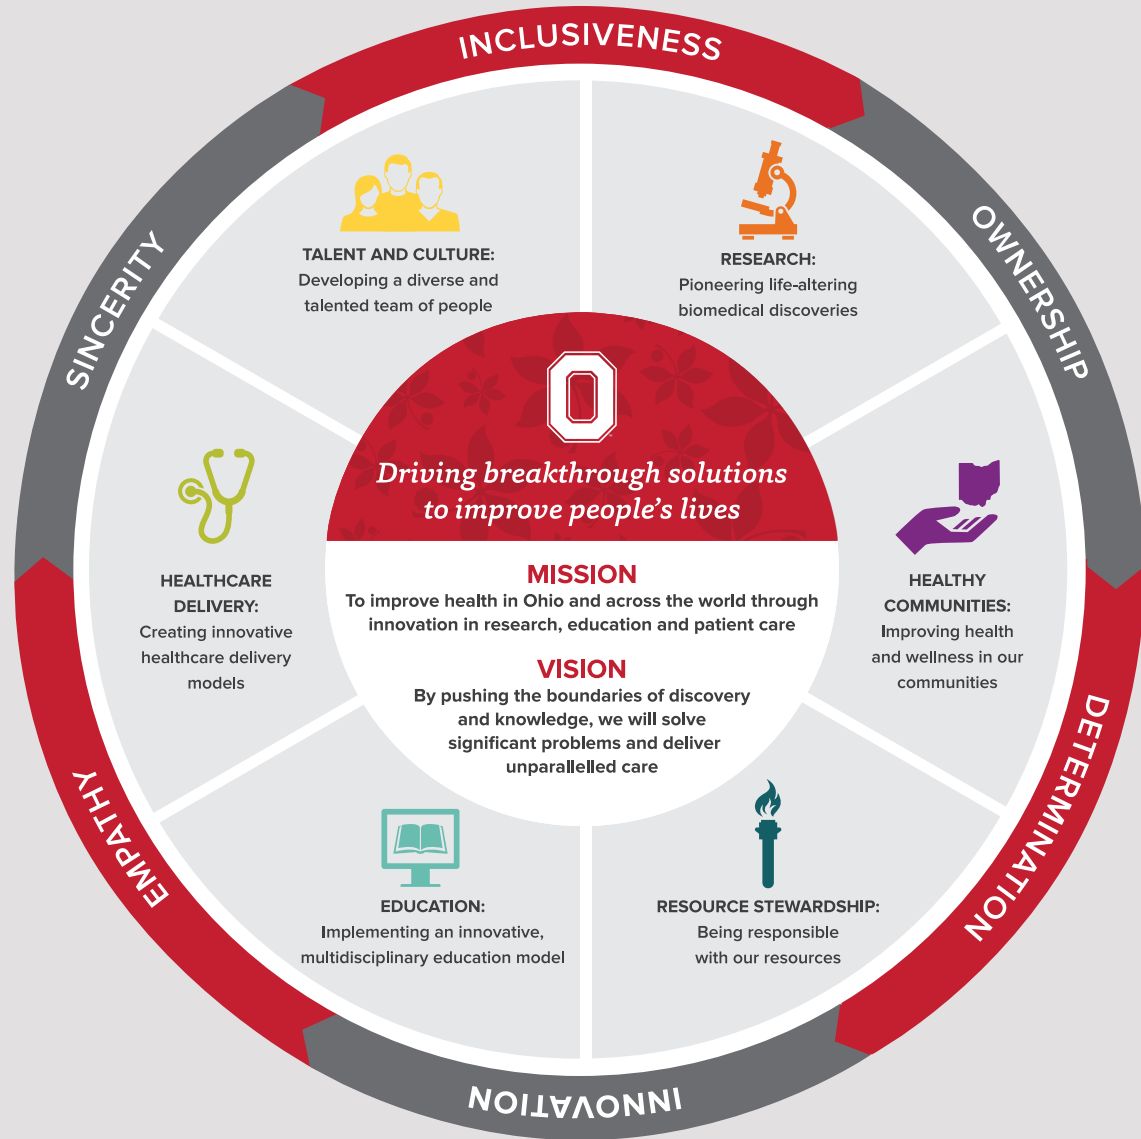 INCLUSIVENESS
OWNERSHIP
DETERMINATION
INNOVATION
EMPATHY
SINCERITY
TALENT AND CULTURE:
Developing a diverse and
talented team of people
RESEARCH:
Pioneering life-altering
biomedical discoveries
HEALTHCARE
DELIVERY:
Creating innovative
healthcare delivery
models
HEALTHY
COMMUNITIES:
Improving health
and wellness in our
communities
EDUCATION:
Implementing an innovative,
multidisciplinary education model
RESOURCE STEWARDSHIP:
Being responsible
with our resources
O
Driving breakthrough solutions
to improve people's lives
MISSION
To improve health in Ohio and across the world through
innovation in research, education and patient care
VISION
By pushing the boundaries of discovery
and knowledge, we will solve
significant problems and deliver
unparallelled care